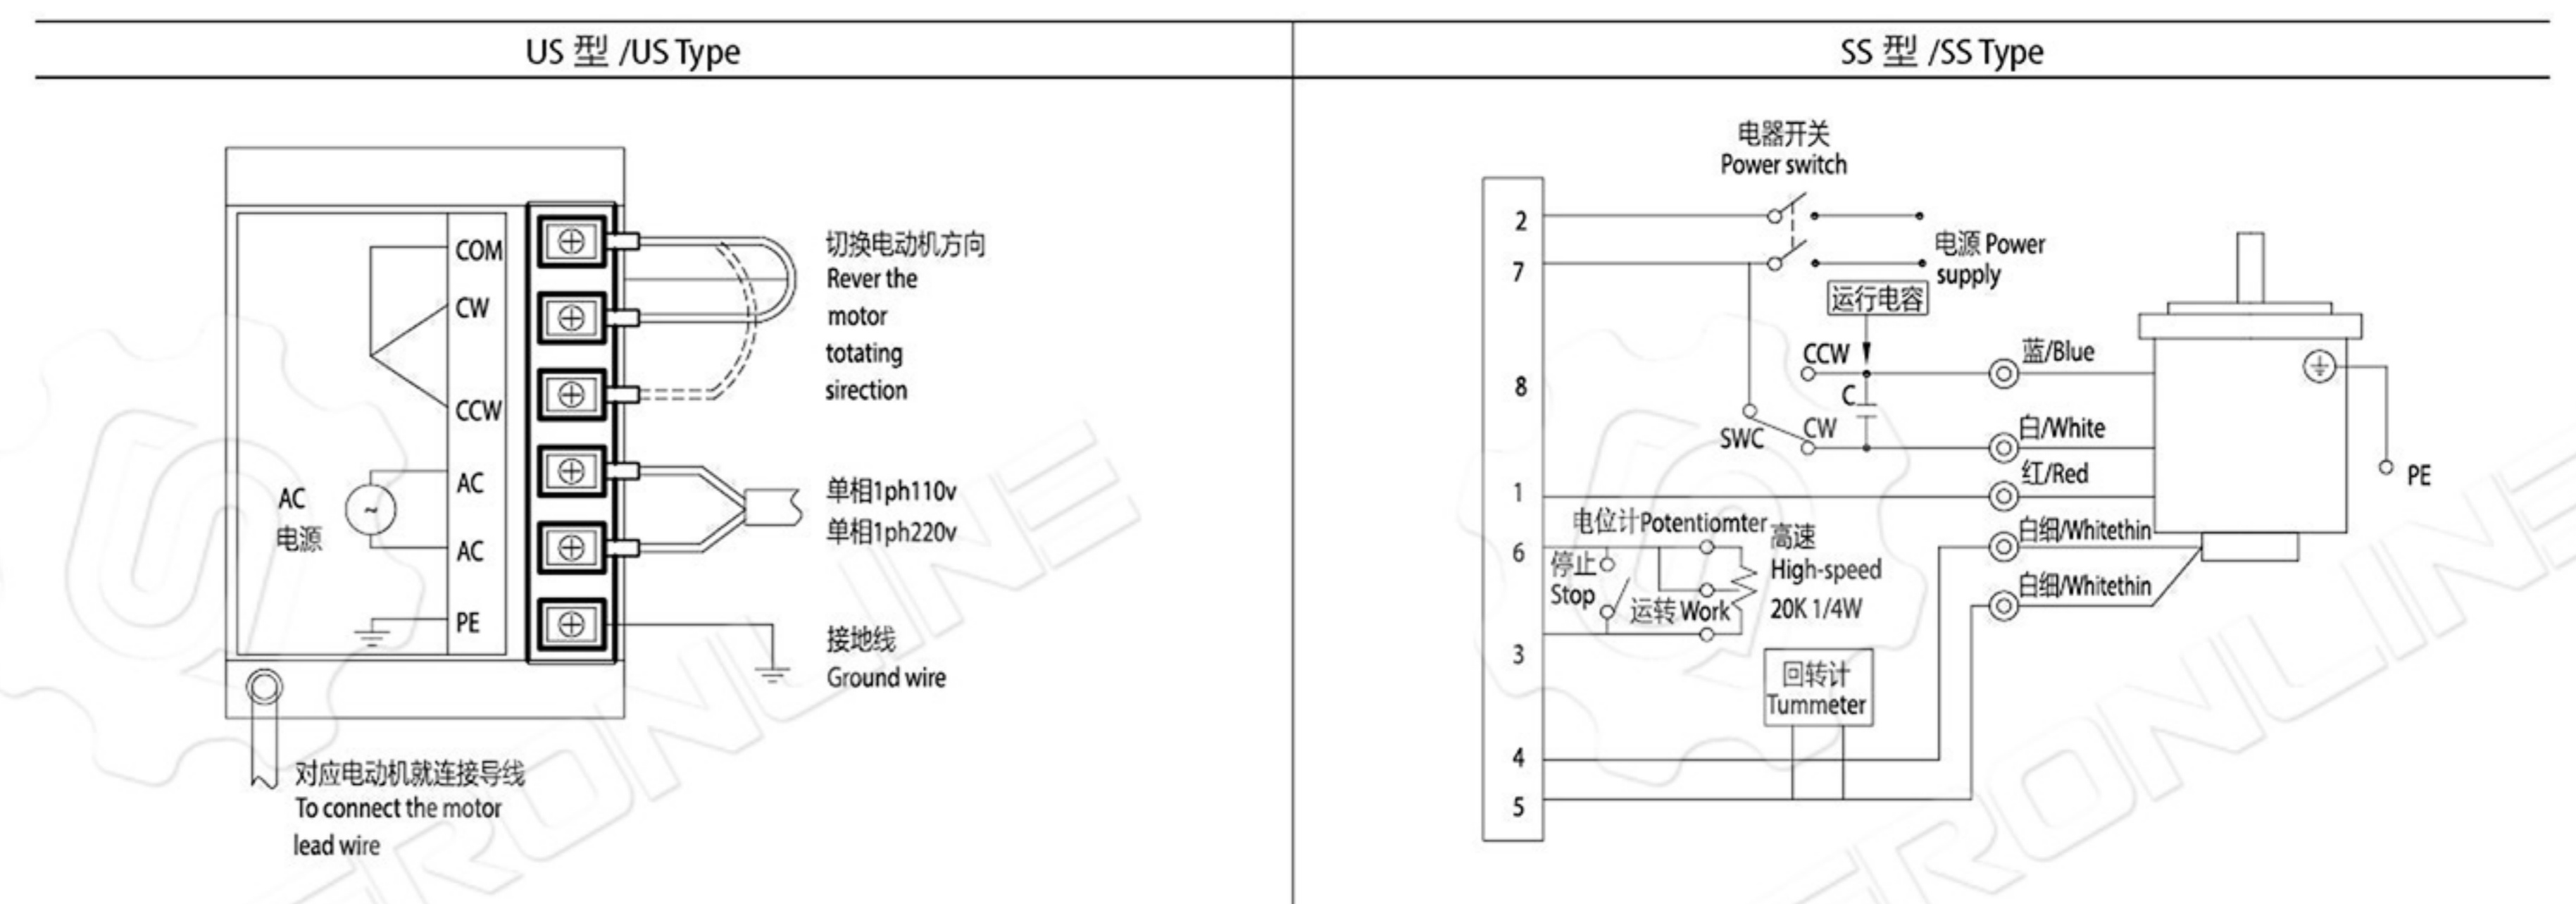 US 型 /US Type
SS 型 /SS Type
COM
CW
CCW
AC
AC
PE
AC
电源
~
切换电动机方向
Rever the
motor
totating
sirection
单相1ph110v
单相1ph220v
接地线
Ground wire
对应电动机就连接导线
To connect the motor
lead wire
电器开关
Power switch
2
7
8
1
6
3
4
5
电源 Power
supply
运行电容
CCW
C
SWC
CW
蓝/Blue
白/White
红/Red
白细/Whitethin
白细/Whitethin
PE
电位计Potentiomter
停止
Stop
运转 Work
高速
High-speed
20K 1/4W
回转计
Tummeter
RONLINE
TRONLINE